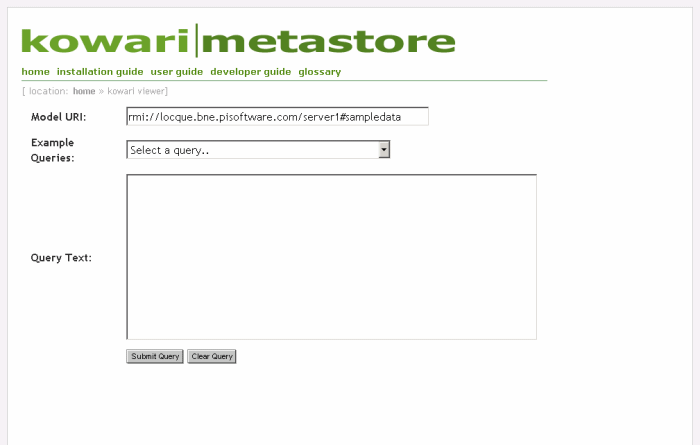 kowari|metastore
home installation guide user guide developer guide glossary
[ location: home » kowari viewer]
Model URI: rmi://locque.bne.pisoftware.com/server1#sampledata
Example Queries: Select a query..
Query Text:
Submit Query Clear Query